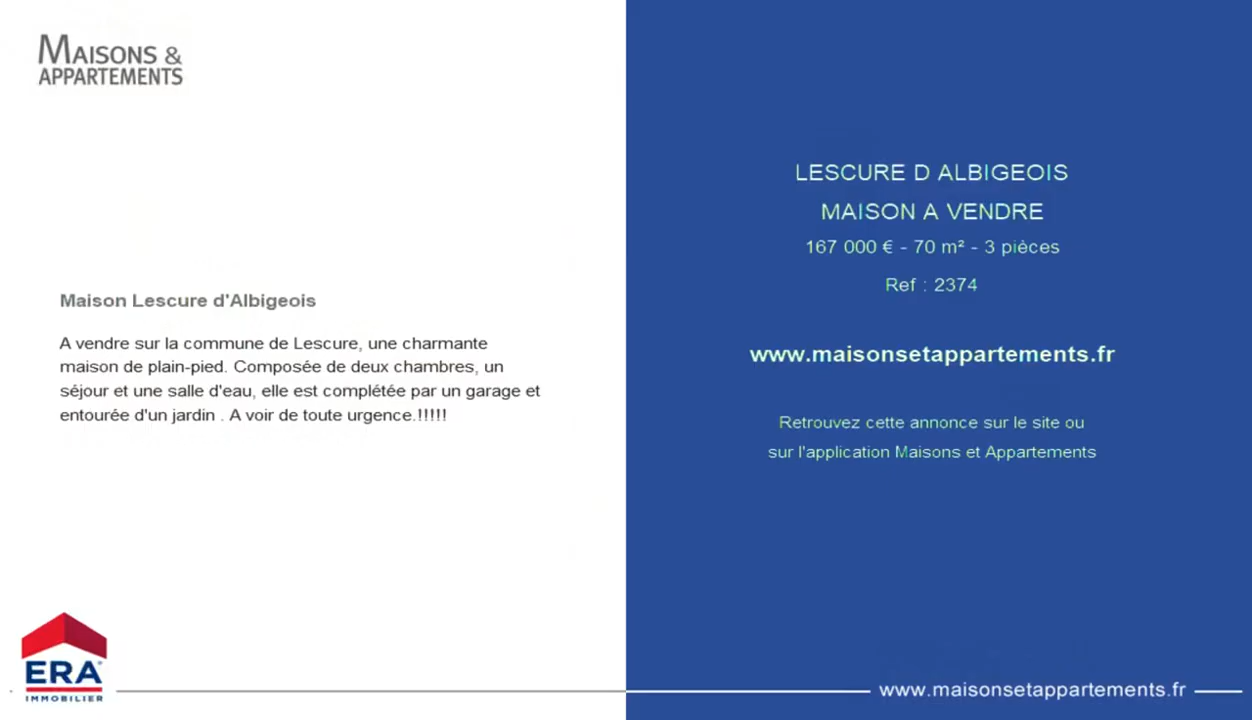 MAISONS &
APPARTEMENTS
Maison Lescure d'Albigeois
A vendre sur la commune de Lescure, une charmante
maison de plain-pied. Composée de deux chambres, un
séjour et une salle d'eau, elle est complétée par un garage et
entourée d'un jardin . A voir de toute urgence.!!!!!
ERA
IMMOBILIER
LESCURE D ALBIGEOIS
MAISON A VENDRE
167 000 € - 70 m² - 3 pièces
Ref : 2374
www.maisonsetappartements.fr
Retrouvez cette annonce sur le site ou
sur l'application Maisons et Appartements
www.maisonsetappartements.fr